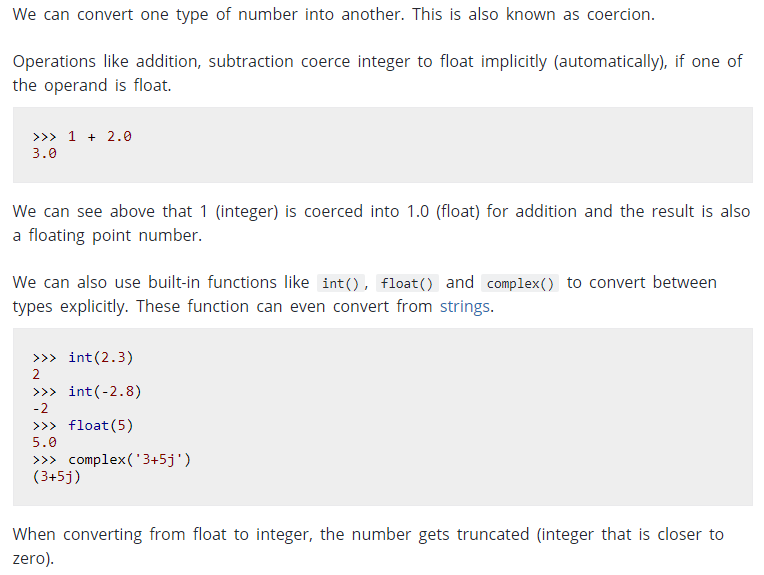 We can convert one type of number into another. This is also known as coercion.
Operations like addition, subtraction coerce integer to float implicitly (automatically), if one of
the operand is float.
>>> 1 + 2.0
3.0
We can see above that 1 (integer) is coerced into 1.0 (float) for addition and the result is also
a floating point number.
We can also use built-in functions like int(), float() and complex() to convert between
types explicitly. These function can even convert from strings.
>>> int(2.3)
2
>>> int(-2.8)
-2
>>> float(5)
5.0
>>> complex('3+5j')
(3+5j)
When converting from float to integer, the number gets truncated (integer that is closer to
zero).